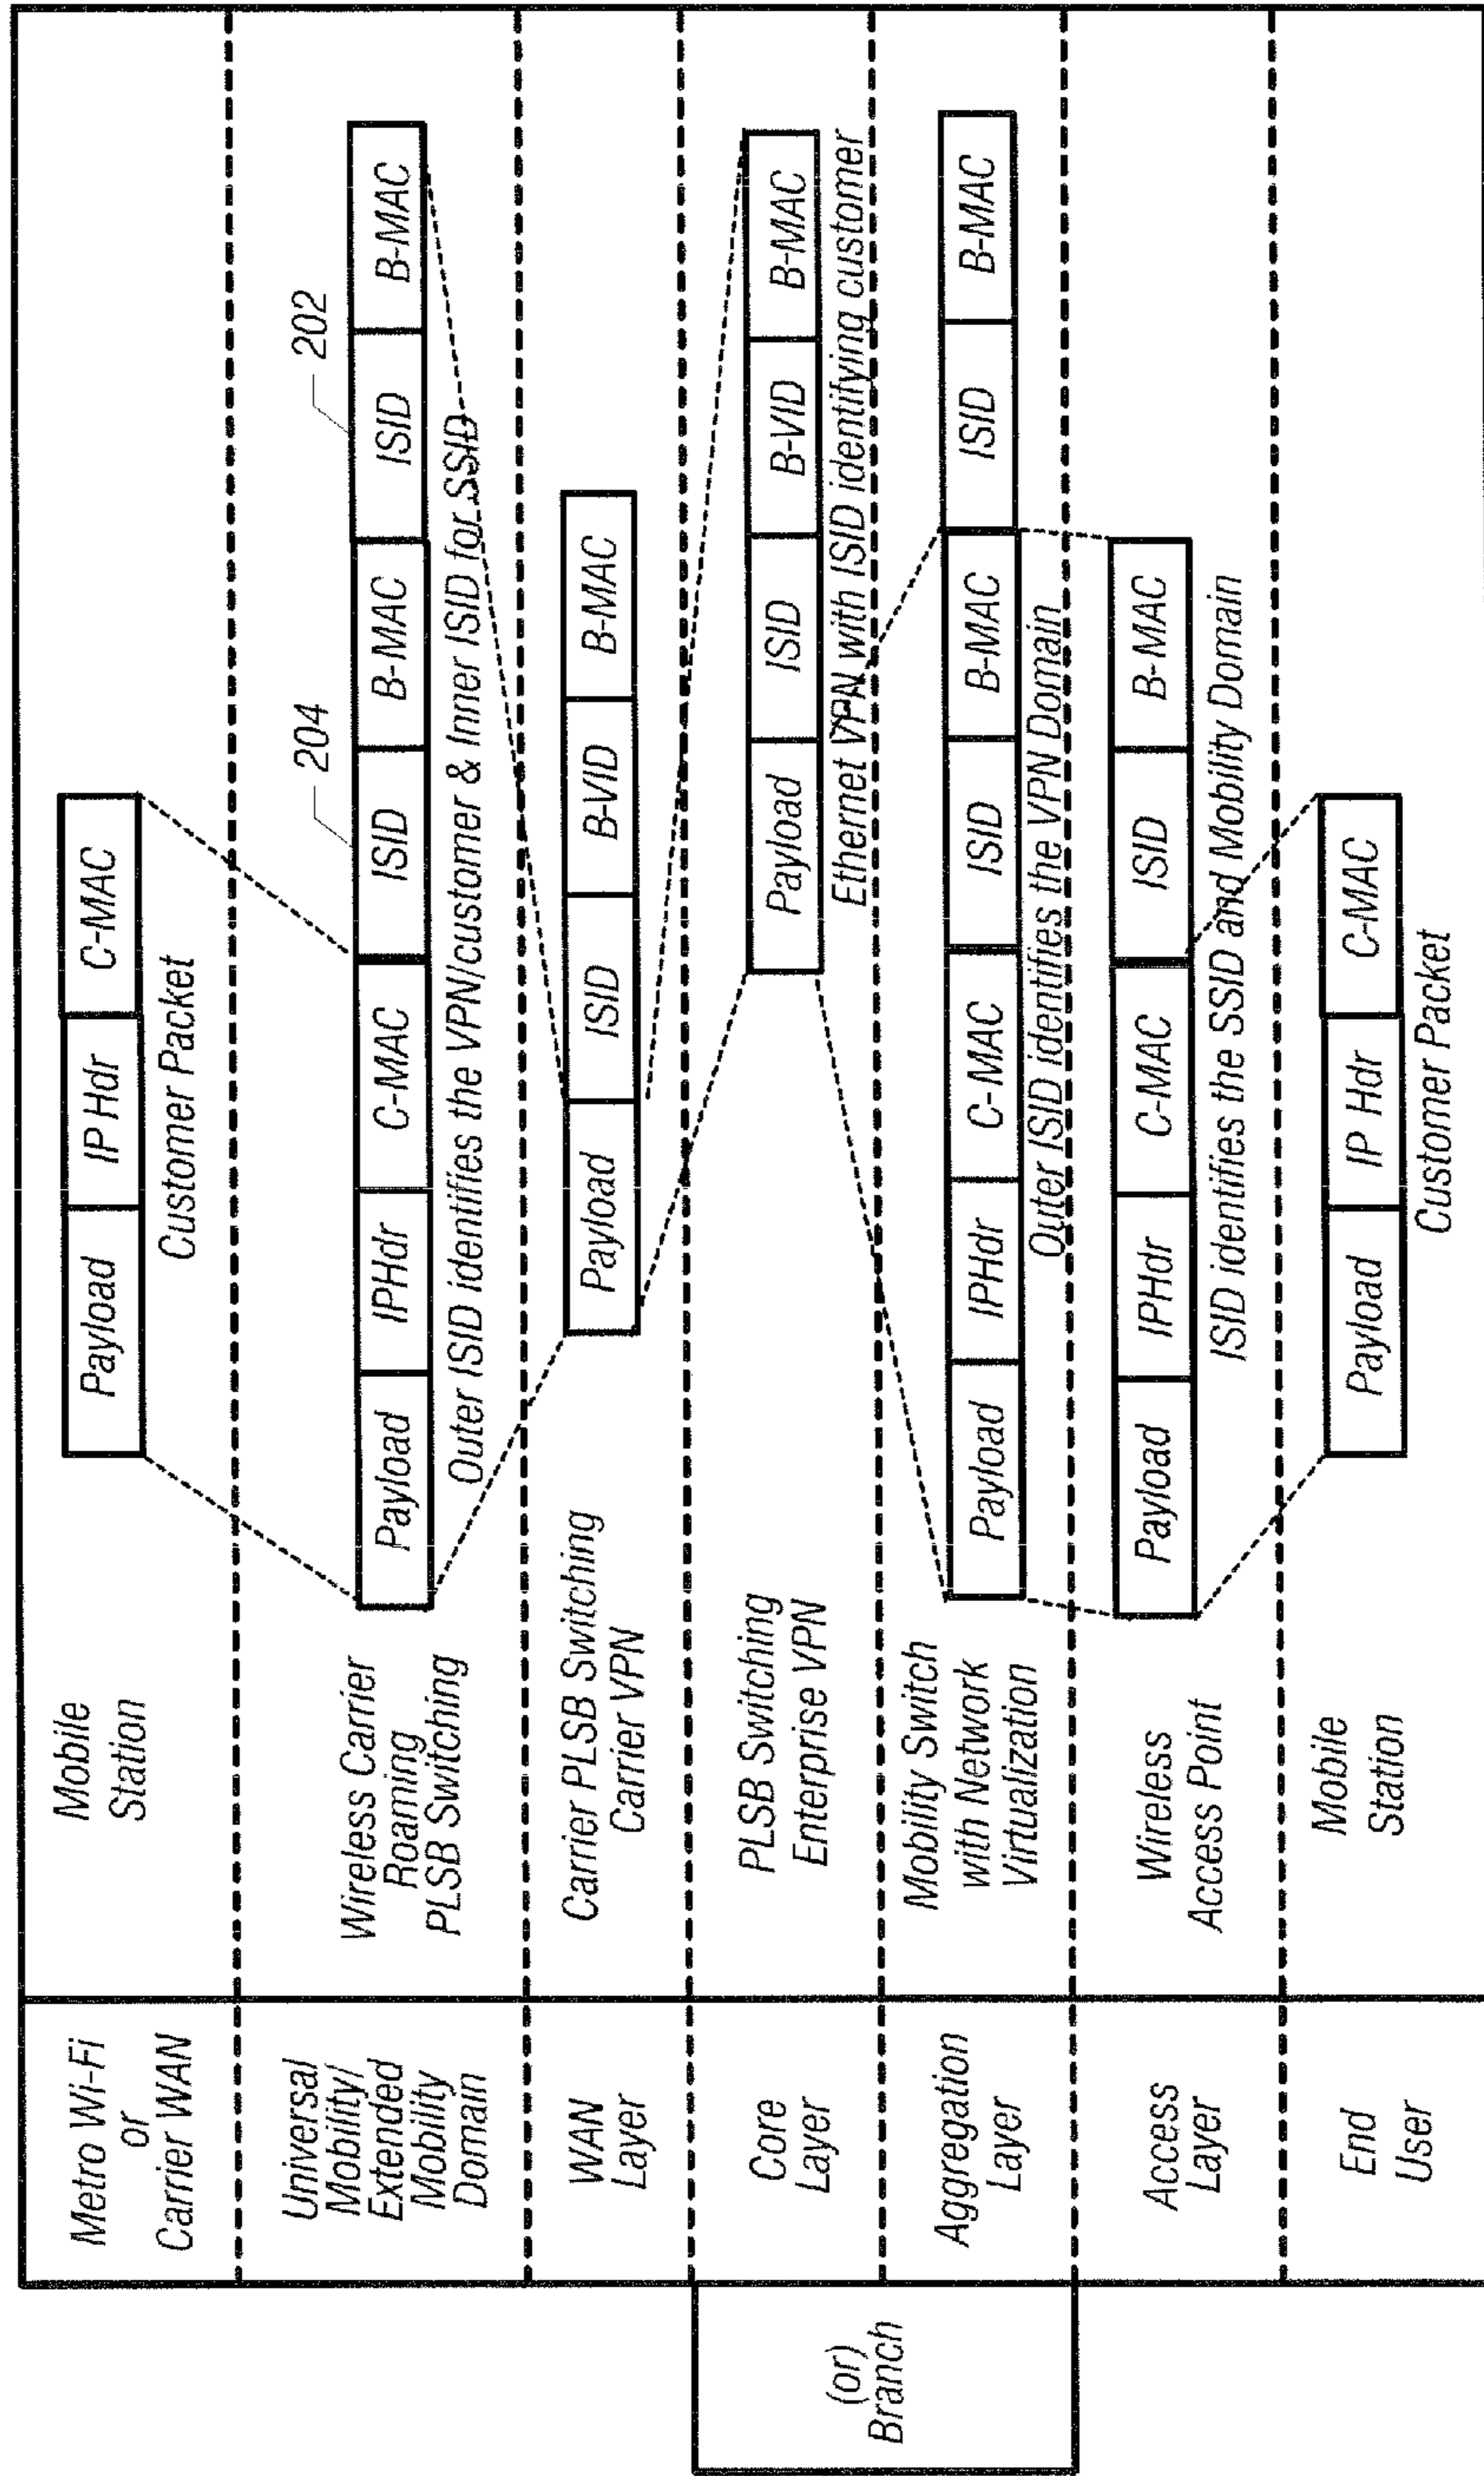 Metro Wi-Fi
or
Carrier WAN
Mobile
Station
Payload
IP Hdr
C-MAC
Customer Packet
Universal
Mobility/
Extended
Mobility
Domain
Wireless Carrier
Roaming
PLSB Switching
204
202
Payload
IPHdr
C-MAC
ISID
B-MAC
ISID
B-MAC
Outer ISID identifies the VPN/customer & Inner ISID for SSID
WAN
Layer
Carrier PLSB Switching
Carrier VPN
Payload
ISID
B-VID
B-MAC
(or)
Branch
Core
Layer
PLSB Switching
Enterprise VPN
Payload
ISID
B-VID
B-MAC
Ethernet VPN with ISID identifying customer
Aggregation
Layer
Mobility Switch
with Network
Virtualization
Payload
IPHdr
C-MAC
ISID
B-MAC
ISID
B-MAC
Outer ISID identifies the VPN Domain
Access
Layer
Wireless
Access Point
Payload
IPHdr
C-MAC
ISID
B-MAC
ISID identifies the SSID and Mobility Domain
End
User
Mobile
Station
Payload
IP Hdr
C-MAC
Customer Packet